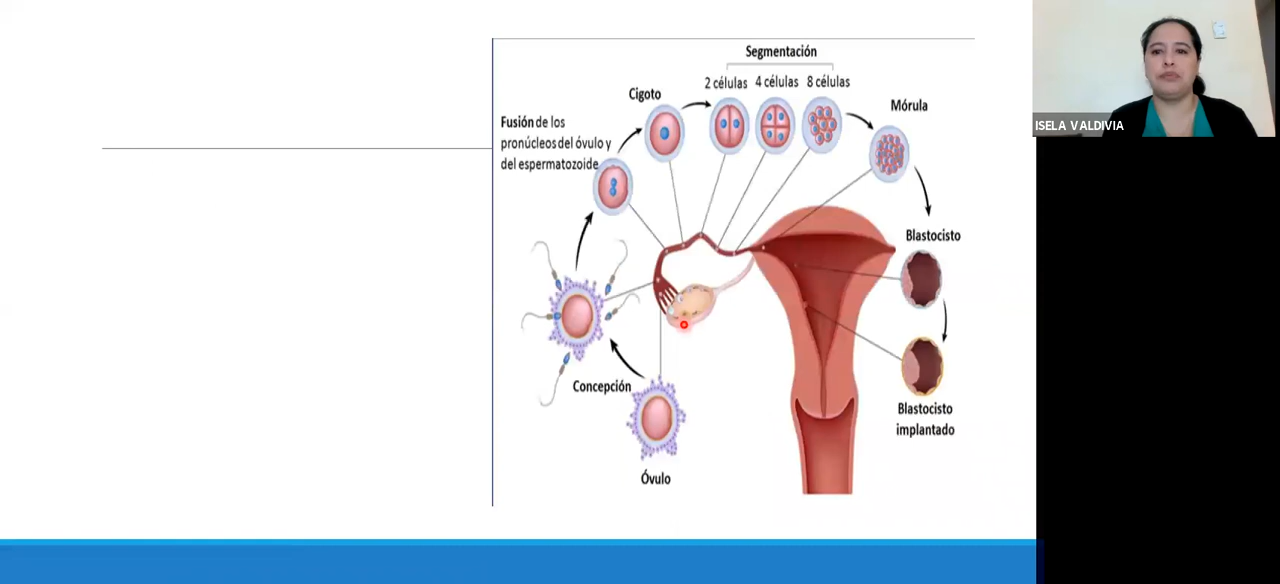 Segmentación
2 células 4 células 8 células
Cigoto
Mórula
Fusión de los
pronúcleos del óvulo y
del espermatozoide
Blastocisto
Concepción
Blastocisto
implantado
Óvulo
ISELA VALDIVIA